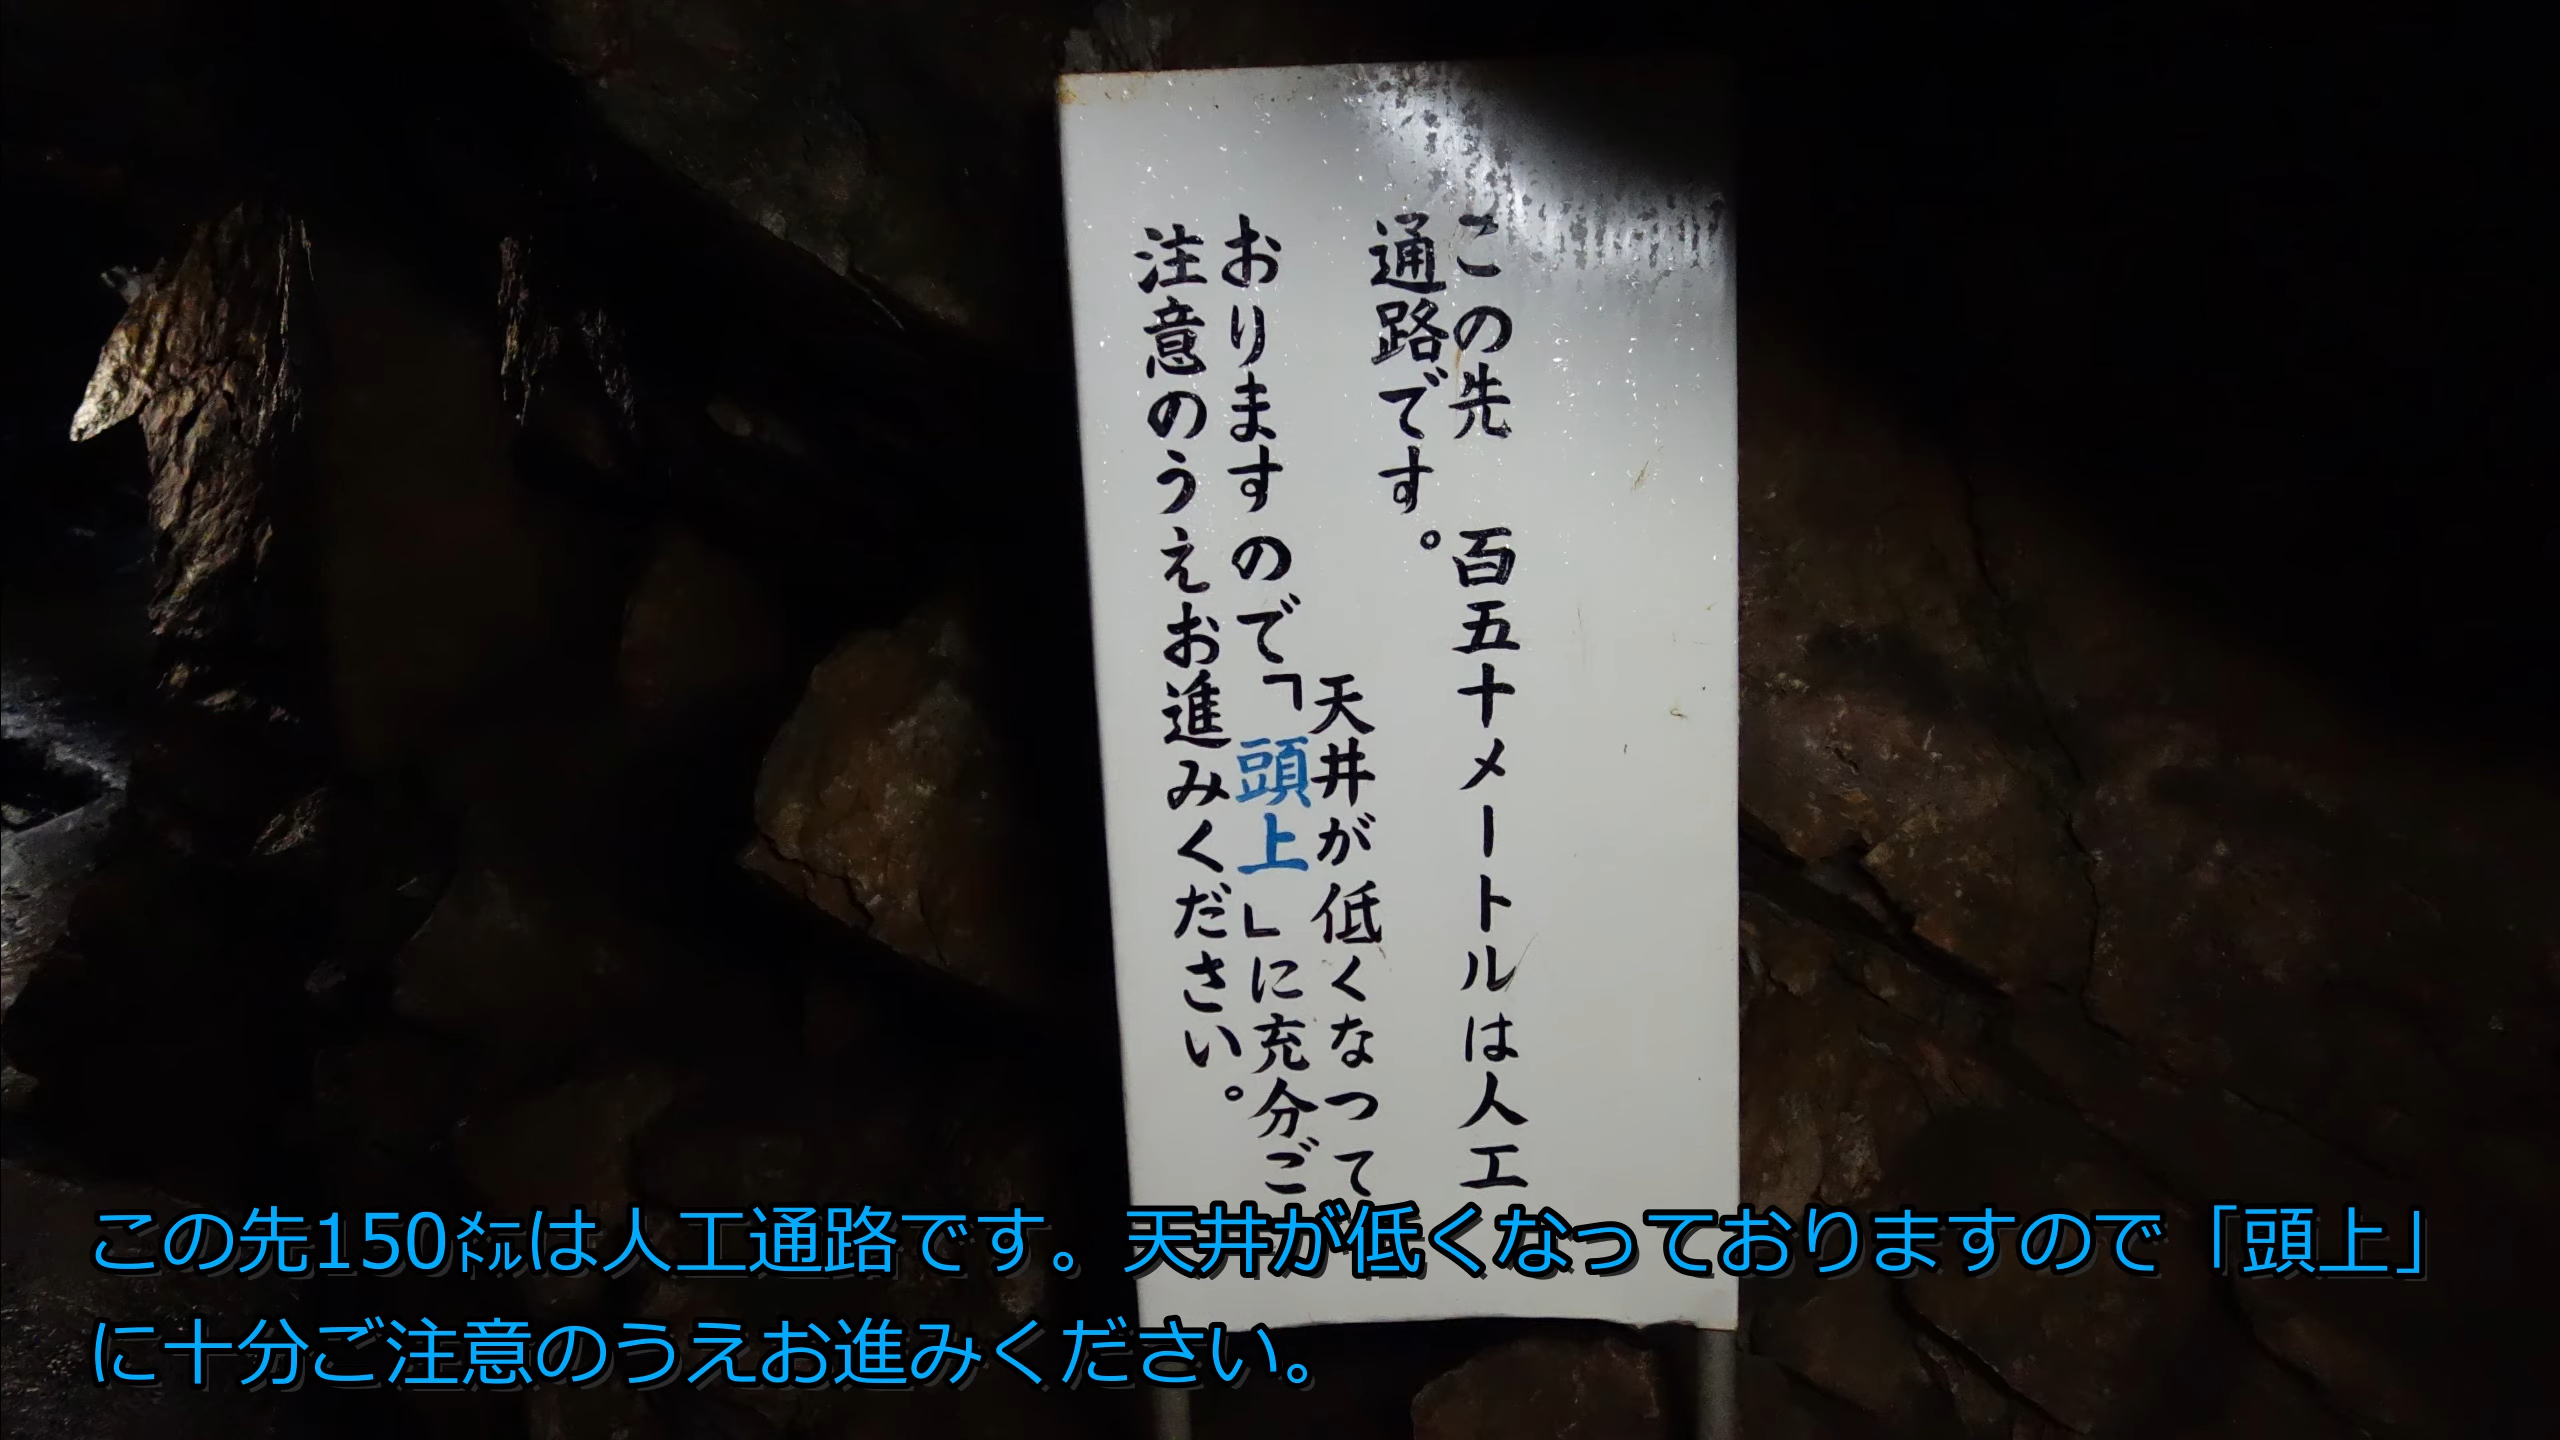 この先　百五十メートルは人工
通路です。
天井が低くなつて
おりますので「頭上」に充分ご
注意のうえお進みください。
この先150㍍は人工通路です。天井が低くなっておりますので「頭上」
に十分ご注意のうえお進みください。